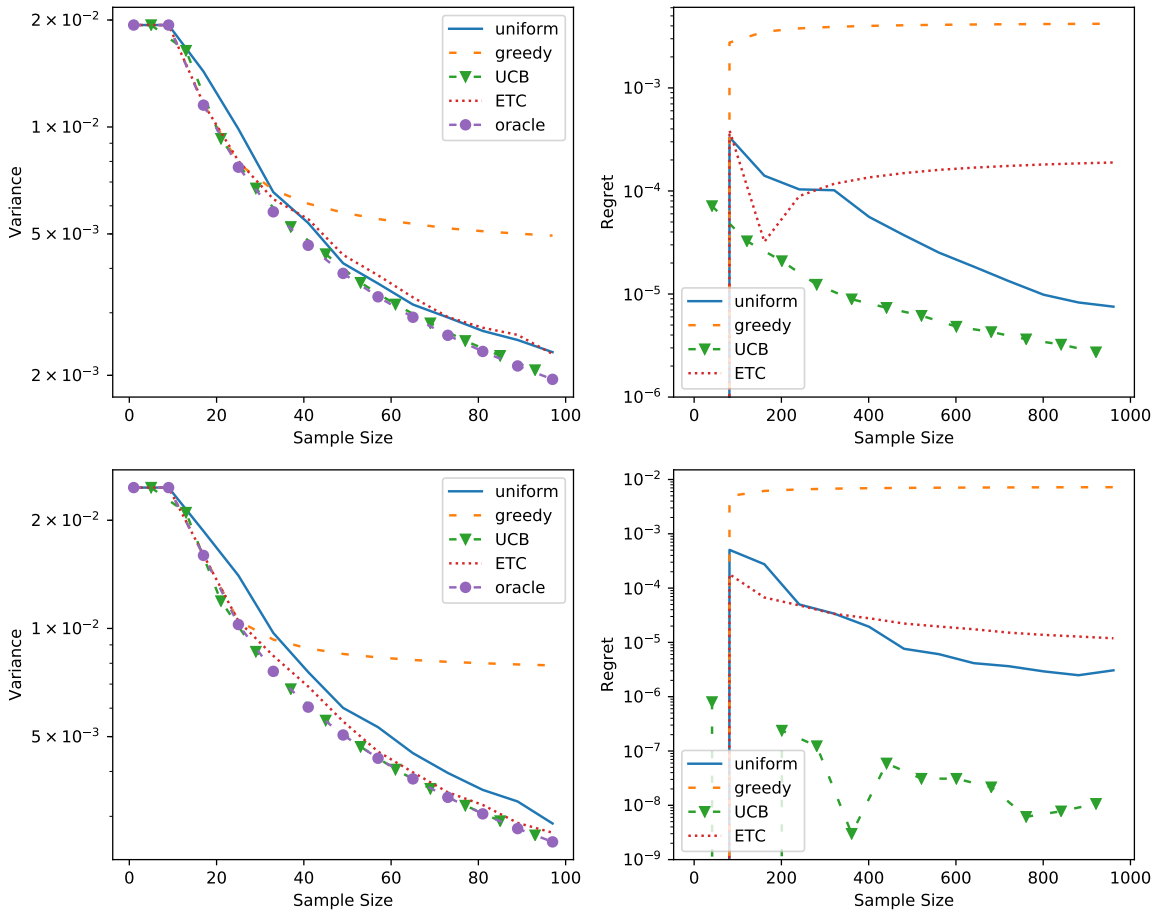 2 × 10⁻²
10⁻²
5 × 10⁻³
2 × 10⁻³
Variance
0 20 40 60 80 100
Sample Size
uniform
greedy
UCB
ETC
oracle
10⁻³
10⁻⁴
10⁻⁵
10⁻⁶
Regret
0 200 400 600 800 1000
Sample Size
uniform
greedy
UCB
ETC
2 × 10⁻²
10⁻²
5 × 10⁻³
Variance
0 20 40 60 80 100
Sample Size
uniform
greedy
UCB
ETC
oracle
10⁻²
10⁻³
10⁻⁴
10⁻⁵
10⁻⁶
10⁻⁷
10⁻⁸
10⁻⁹
Regret
0 200 400 600 800 1000
Sample Size
uniform
greedy
UCB
ETC